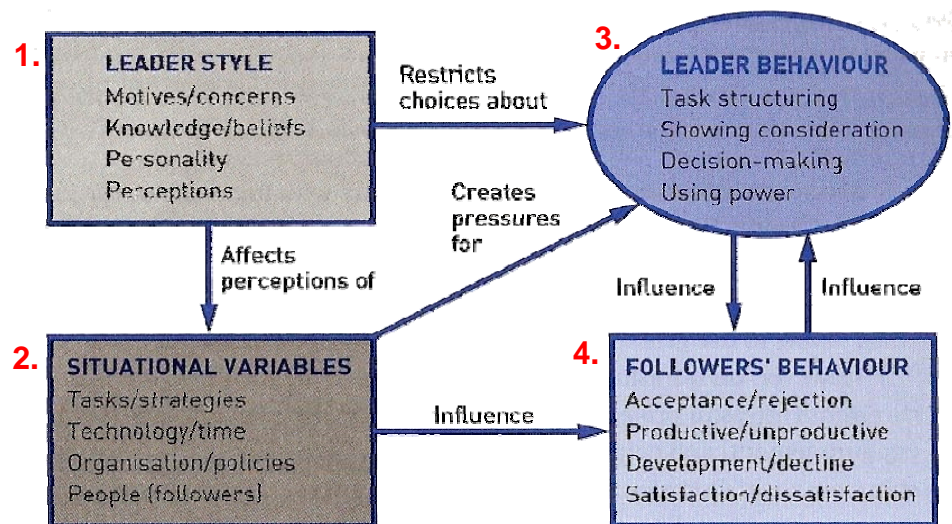 1.
LEADER STYLE
Motives/concerns
Knowledge/beliefs
Personality
Perceptions
Restricts
choices about
3.
LEADER BEHAVIOUR
Task structuring
Showing consideration
Decision-making
Using power
Affects
perceptions of
Creates
pressures
for
Influence
Influence
2.
SITUATIONAL VARIABLES
Tasks/strategies
Technology/time
Organisation/policies
People (followers)
Influence
4.
FOLLOWERS' BEHAVIOUR
Acceptance/rejection
Productive/unproductive
Development/decline
Satisfaction/dissatisfaction